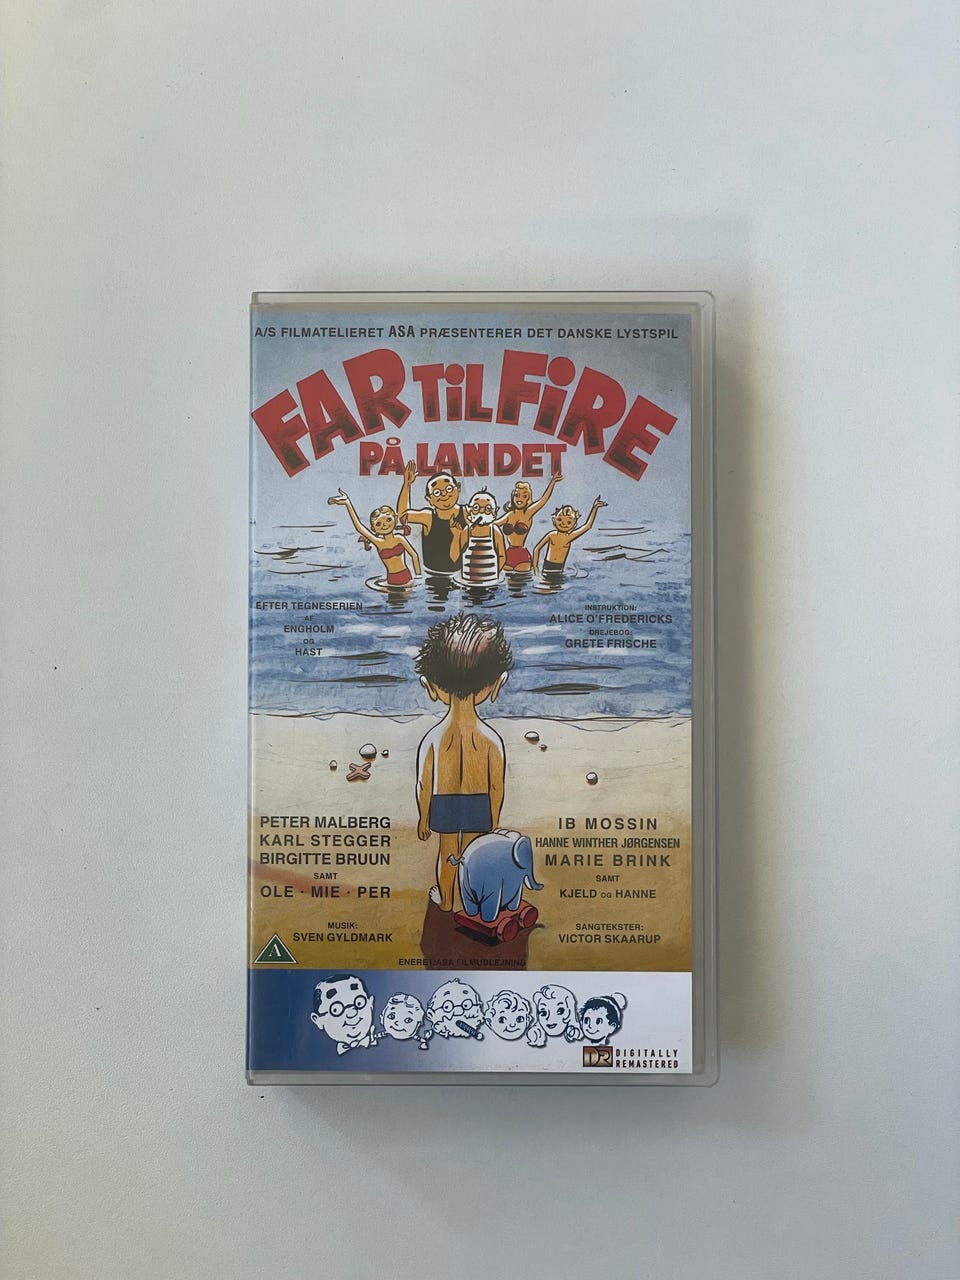 A/S FILMATELIERET ASA PRÆSENTERER DET DANSKE LYSTSPIL
FAR TiL FiRE
PÅ LANDET
EFTER TEGNESERIEN
AF
ENGHOLM
OG
HAST
INSTRUKTION:
ALICE O'FREDERICKS
DREJEBOG:
GRETE FRISCHE
PETER MALBERG
KARL STEGGER
BIRGITTE BRUUN
SAMT
OLE · MIE · PER
MUSIK:
SVEN GYLDMARK
IB MOSSIN
HANNE WINTHER JØRGENSEN
MARIE BRINK
SAMT
KJELD OG HANNE
SANGTEKSTER:
VICTOR SKAARUP
A
ENERET: ASA FILMUDLEJNING
DR DIGITALLY
REMASTERED